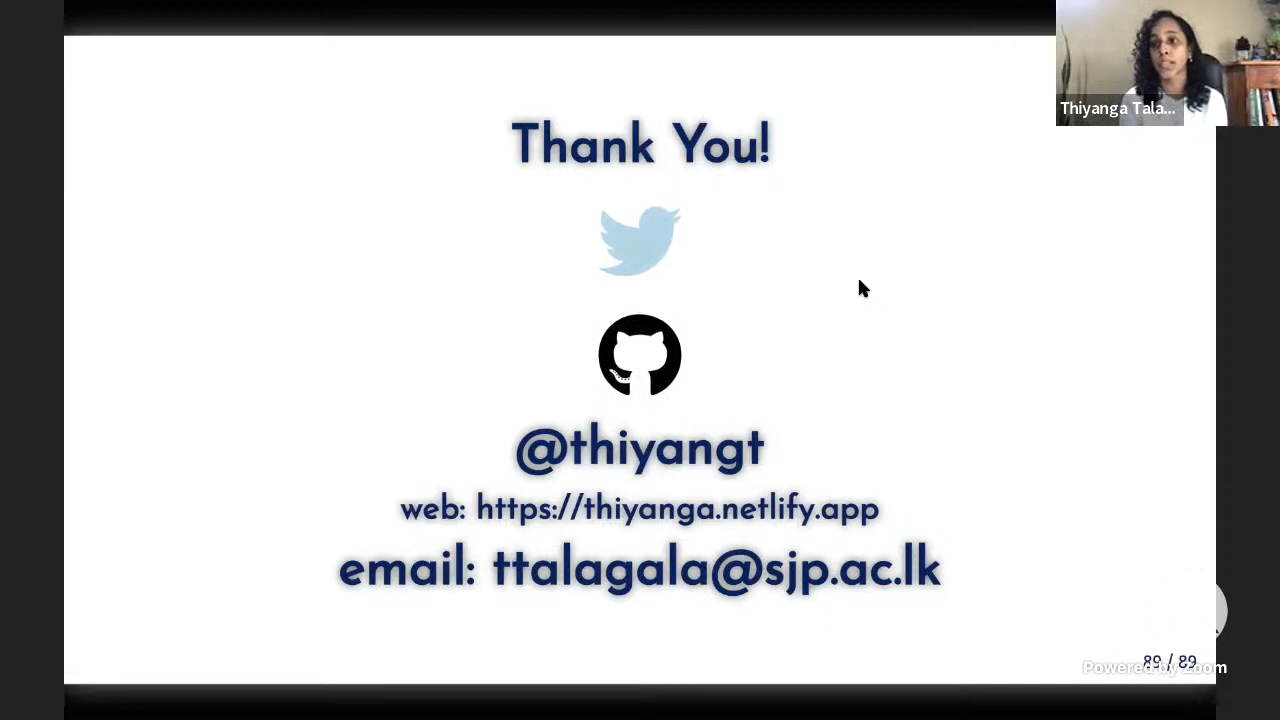 Thiyanga Tala...
Thank You!
@thiyangt
web: https://thiyanga.netlify.app
email: ttalagala@sjp.ac.lk
89 / 89
Powered by Zoom